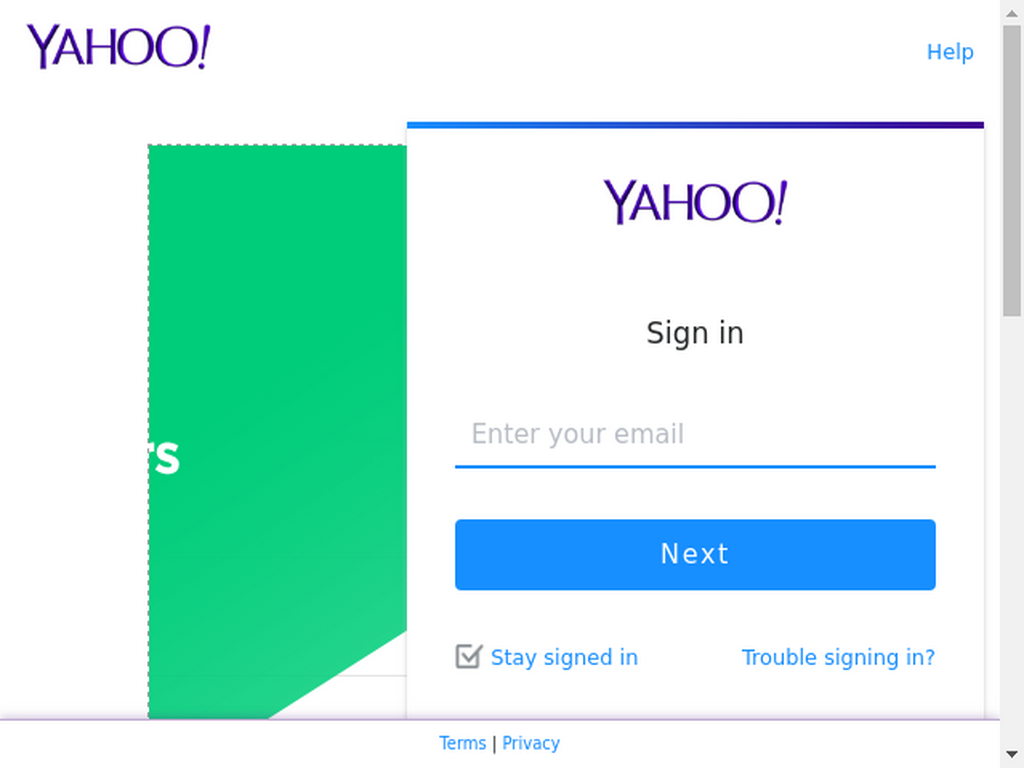 YAHOO!
Help
YAHOO!
Sign in
Enter your email
rs
Next
Stay signed in
Trouble signing in?
Terms | Privacy